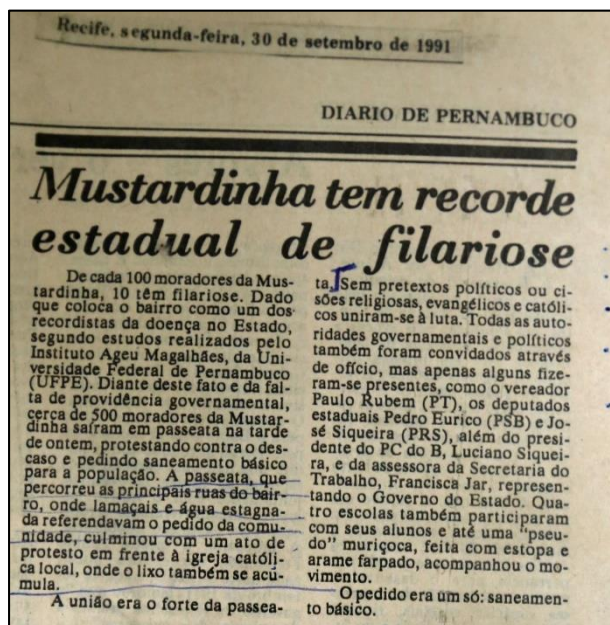 Recife, segunda-feira, 30 de setembro de 1991
DIARIO DE PERNAMBUCO
Mustardinha tem recorde
estadual de filariose
De cada 100 moradores da Mus-
tardinha, 10 têm filariose. Dado
que coloca o bairro como um dos
recordistas da doença no Estado,
segundo estudos realizados pelo
Instituto Ageu Magalhães, da Uni-
versidade Federal de Pernambuco
(UFPE). Diante deste fato e da fal-
ta de providência governamental,
cerca de 500 moradores da Mustar-
dinha saíram em passeata na tarde
de ontem, protestando contra o des-
caso e pedindo saneamento básico
para a população. A passeata, que
percorreu as principais ruas do bair-
ro, onde lamaçais e água estagna-
da referendavam o pedido da comu-
nidade, culminou com um ato de
protesto em frente à igreja católi-
ca local, onde o lixo também se acú-
mula.
A união era o forte da passea-
ta. Sem pretextos políticos ou ci-
sões religiosas, evangélicos e católi-
cos uniram-se à luta. Todas as auto-
ridades governamentais e políticos
também foram convidados através
de offcio, mas apenas alguns fize-
ram-se presentes, como o vereador
Paulo Rubem (PT), os deputados
estaduais Pedro Eurico (PSB) e Jo-
sé Siqueira (PRS), além do presi-
dente do PC do B, Luciano Siquei-
ra, e da assessora da Secretaria do
Trabalho, Francisca Jar, represen-
tando o Governo do Estado. Qua-
tro escolas também participaram
com seus alunos e até uma "pseu-
do" muriçoca, feita com estopa e
arame farpado, acompanhou o mo-
vimento.
O pedido era um só: saneamen-
to básico.